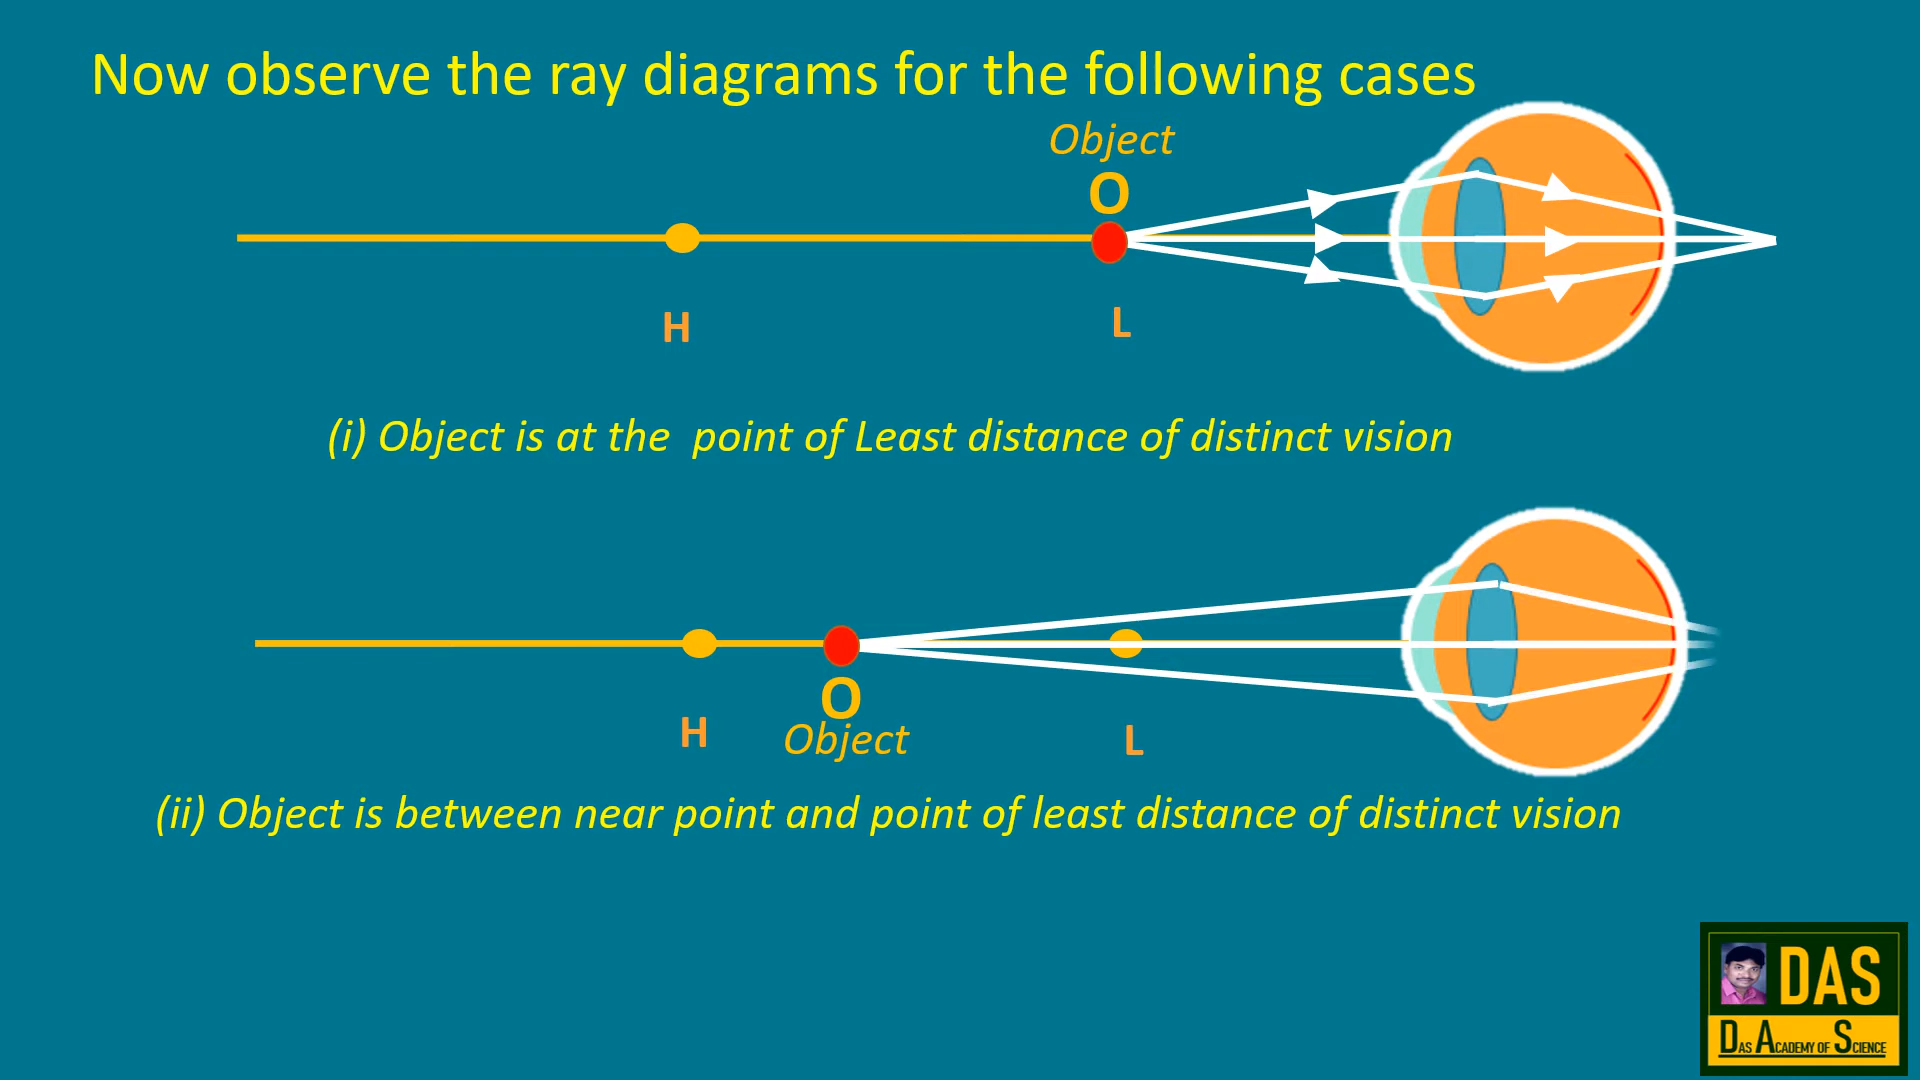 Now observe the ray diagrams for the following cases
Object
O
H
L
(i) Object is at the  point of Least distance of distinct vision
O
H
Object
L
(ii) Object is between near point and point of least distance of distinct vision
DAS
DAS ACADEMY OF SCIENCE